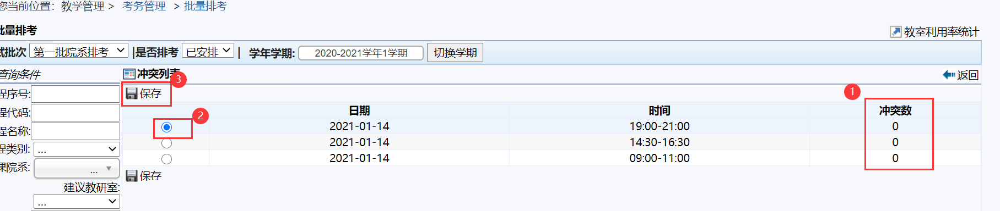 您当前位置：教学管理 > 考务管理 > 批量排考
批量排考
教室利用率统计
试批次 第一批院系排考 |是否排考 已安排 | 学年学期: 2020-2021学年1学期 切换学期
查询条件
冲突列表
3
返回
程序号:
保存
1
程代码:
日期 时间 冲突数
2
程名称:
2021-01-14 19:00-21:00 0
2021-01-14 14:30-16:30 0
程类别: ...
2021-01-14 09:00-11:00 0
课院系: ...
保存
建议教研室:
...